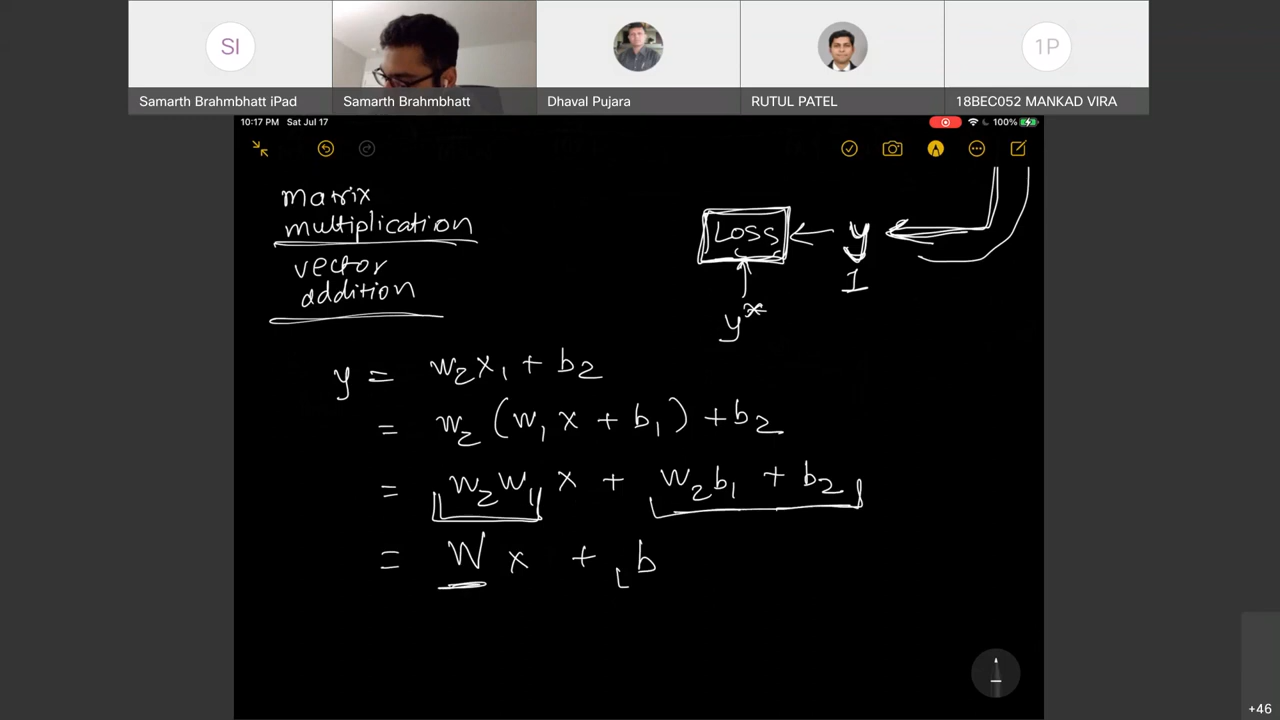 SI
1P
Samarth Brahmbhatt iPad
Samarth Brahmbhatt
Dhaval Pujara
RUTUL PATEL
18BEC052 MANKAD VIRA
10:17 PM Sat Jul 17
100%
matrix
multiplication
vector
addition
LOSS ← y
1
y*
y = w₂x₁ + b₂
= w₂ (w₁ x + b₁) + b₂
= w₂w₁ x + w₂b₁ + b₂
= W x + b
+46